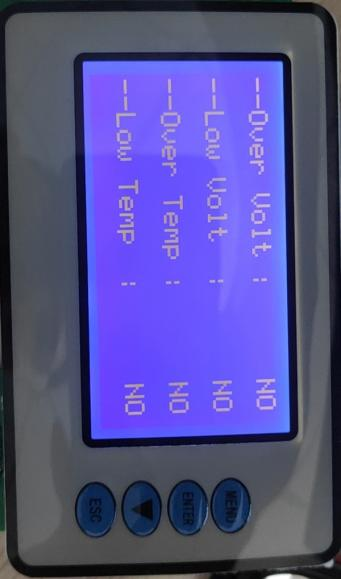 --Over Volt : NO
--Low Volt : NO
--Over Temp : NO
--Low Temp : NO
MENU
ENTER
ESC